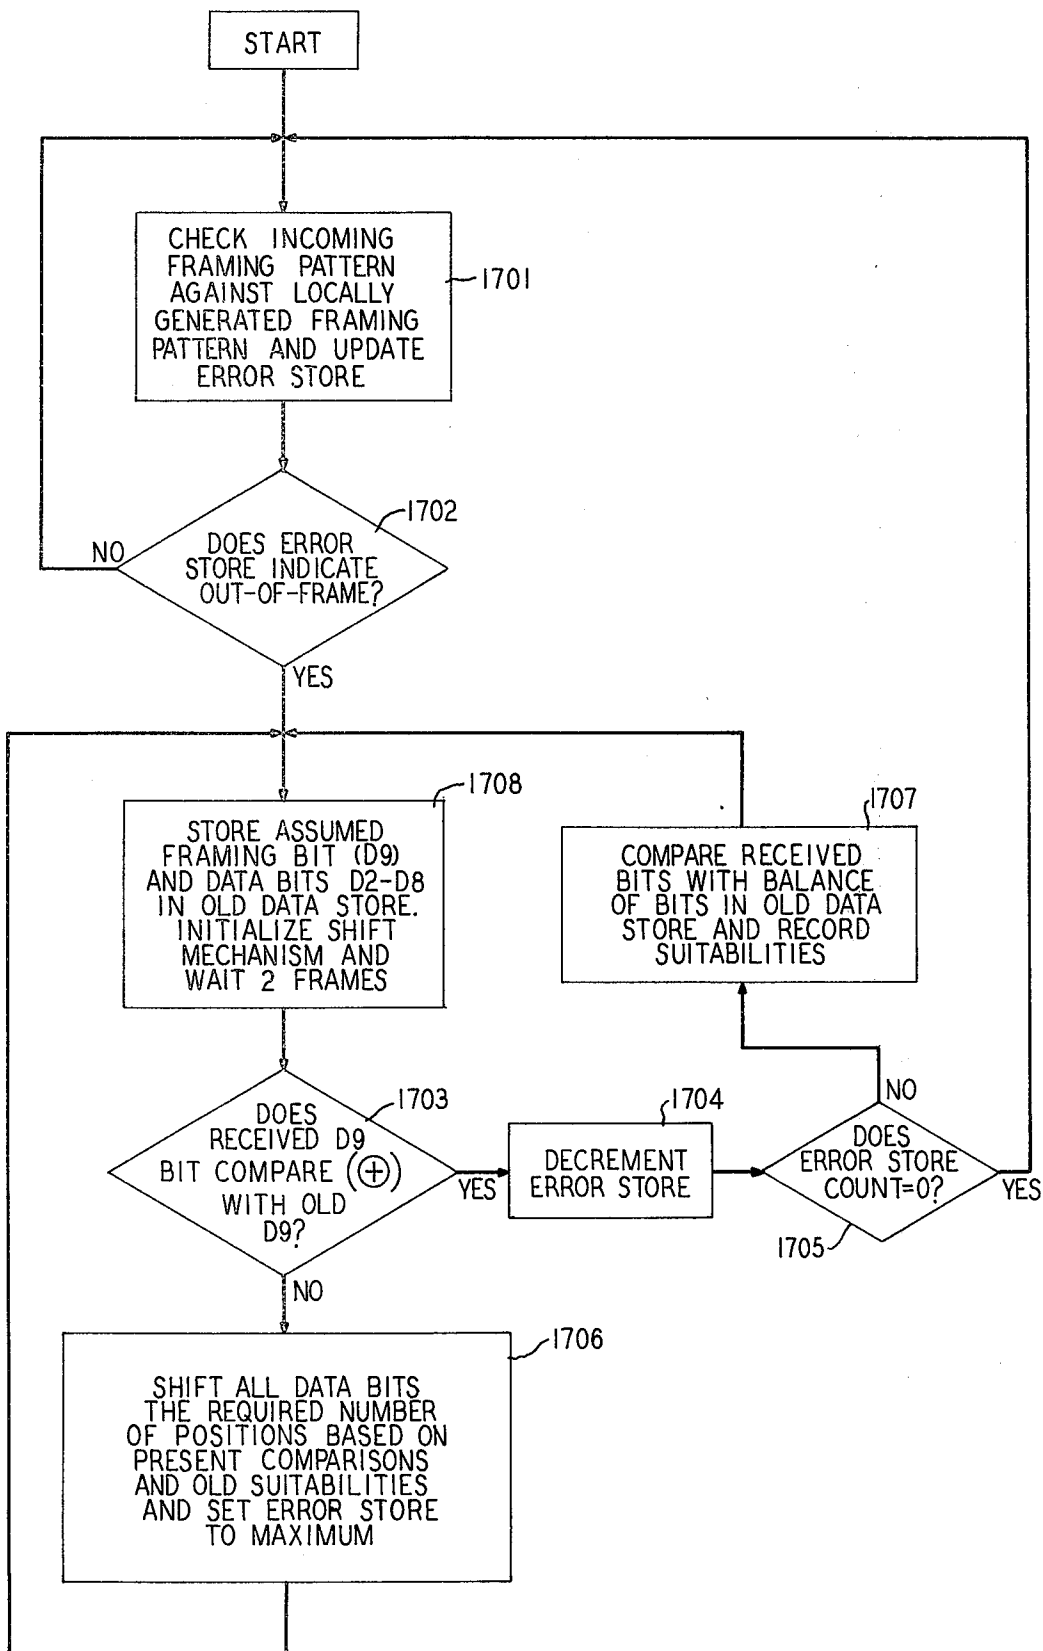 START
CHECK INCOMING
FRAMING PATTERN
AGAINST LOCALLY
GENERATED FRAMING
PATTERN AND UPDATE
ERROR STORE
1701
1702
DOES ERROR
STORE INDICATE
OUT-OF-FRAME?
NO
YES
1708
STORE ASSUMED
FRAMING BIT (D9)
AND DATA BITS D2-D8
IN OLD DATA STORE.
INITIALIZE SHIFT
MECHANISM AND
WAIT 2 FRAMES
1707
COMPARE RECEIVED
BITS WITH BALANCE
OF BITS IN OLD DATA
STORE AND RECORD
SUITABILITIES
1703
DOES
RECEIVED D9
BIT COMPARE (⊕)
WITH OLD
D9?
YES
NO
1704
DECREMENT
ERROR STORE
NO
DOES
ERROR STORE
COUNT=0?
YES
1705
1706
SHIFT ALL DATA BITS
THE REQUIRED NUMBER
OF POSITIONS BASED ON
PRESENT COMPARISONS
AND OLD SUITABILITIES
AND SET ERROR STORE
TO MAXIMUM